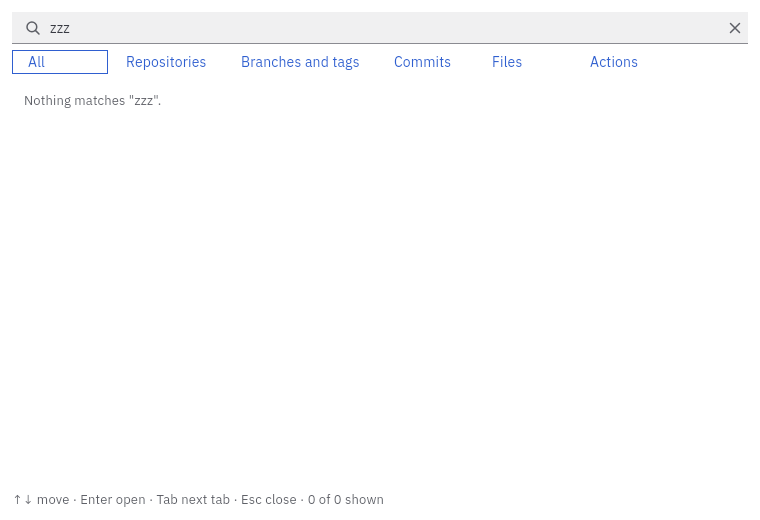 zzz
All Repositories Branches and tags Commits Files Actions
Nothing matches "zzz".
↑↓ move · Enter open · Tab next tab · Esc close · 0 of 0 shown